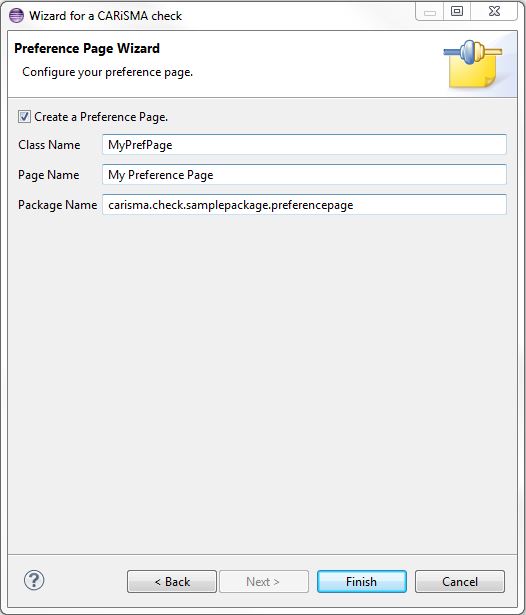 Wizard for a CARiSMA check
Preference Page Wizard
Configure your preference page.
Create a Preference Page.
Class Name MyPrefPage
Page Name My Preference Page
Package Name carisma.check.samplepackage.preferencepage
? < Back Next > Finish Cancel